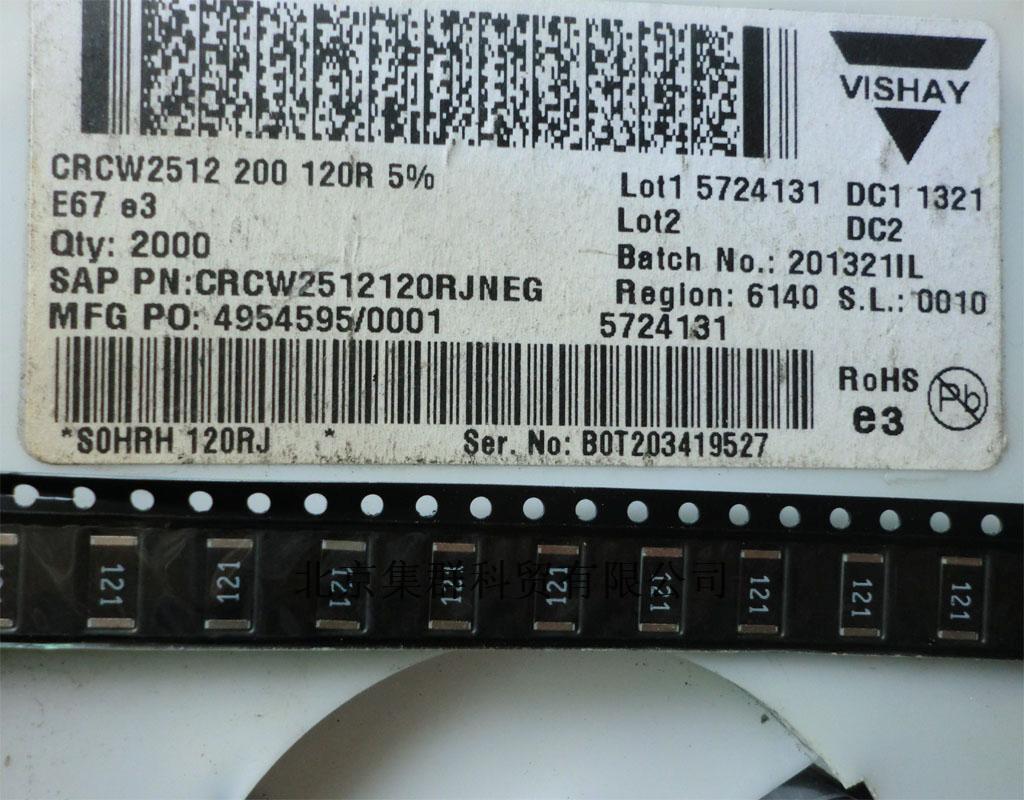 VISHAY
CRCW2512 200 120R 5%
E67 e3
Qty: 2000
SAP PN:CRCW2512120RJNEG
MFG PO: 4954595/0001
Lot1 5724131 DC1 1321
Lot2 DC2
Batch No.: 201321IL
Region: 6140 S.L.: 0010
5724131
RoHS
e3
Pb
*S0HRH 120RJ *
Ser. No: B0T203419527
121 121 121 121 121 121 121 121 121
北京集群科贸有限公司